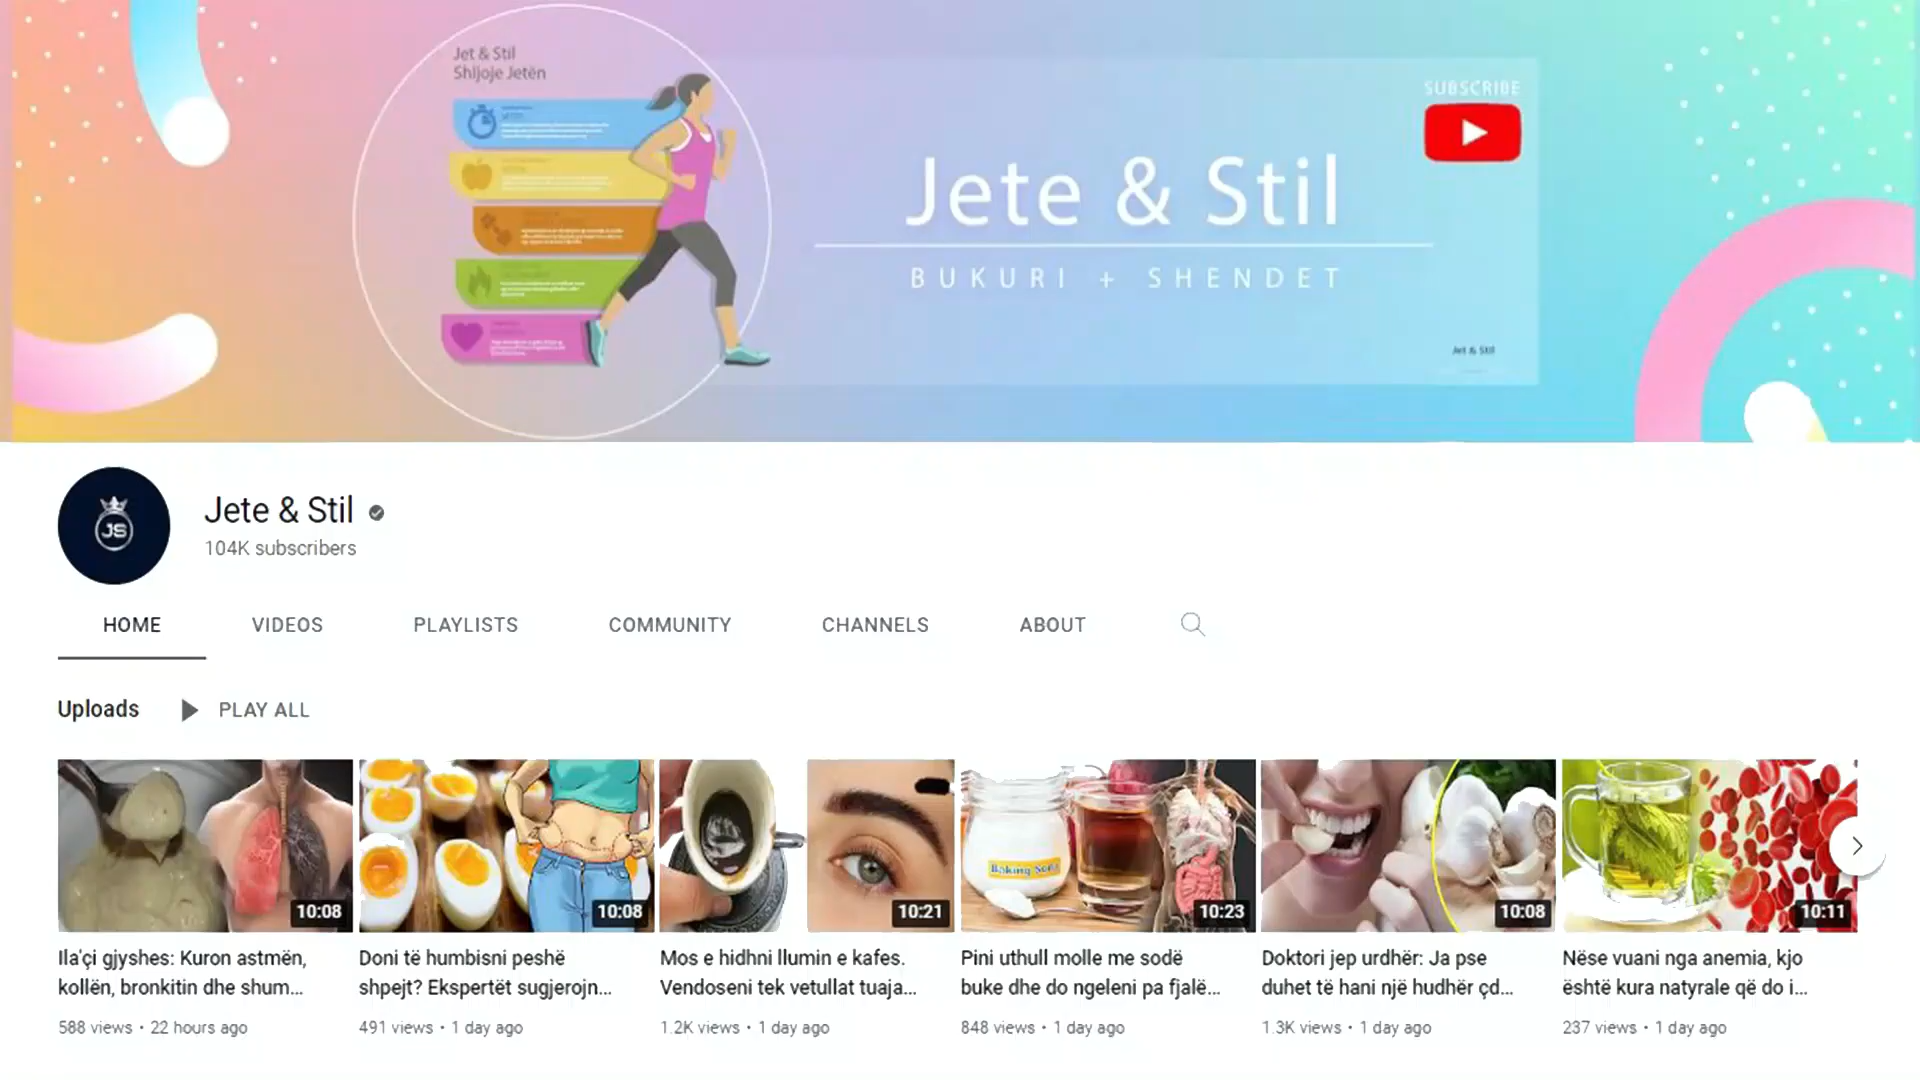 Jet & Stil
Shijoje Jetën
SUBSCRIBE
Jete & Stil
BUKURI + SHENDET
Jet & Stil
JS
Jete & Stil
104K subscribers
HOME VIDEOS PLAYLISTS COMMUNITY CHANNELS ABOUT
Uploads PLAY ALL
Baking Soda
10:08 10:08 10:21 10:23 10:08 10:11
Ila'çi gjyshes: Kuron astmën,
kollën, bronkitin dhe shum...
588 views • 22 hours ago
Doni të humbisni peshë
shpejt? Ekspertët sugjerojn...
491 views • 1 day ago
Mos e hidhni llumin e kafes.
Vendoseni tek vetullat tuaja...
1.2K views • 1 day ago
Pini uthull molle me sodë
buke dhe do ngeleni pa fjalë...
848 views • 1 day ago
Doktori jep urdhër: Ja pse
duhet të hani një hudhër çd...
1.3K views • 1 day ago
Nëse vuani nga anemia, kjo
është kura natyrale që do i...
237 views • 1 day ago